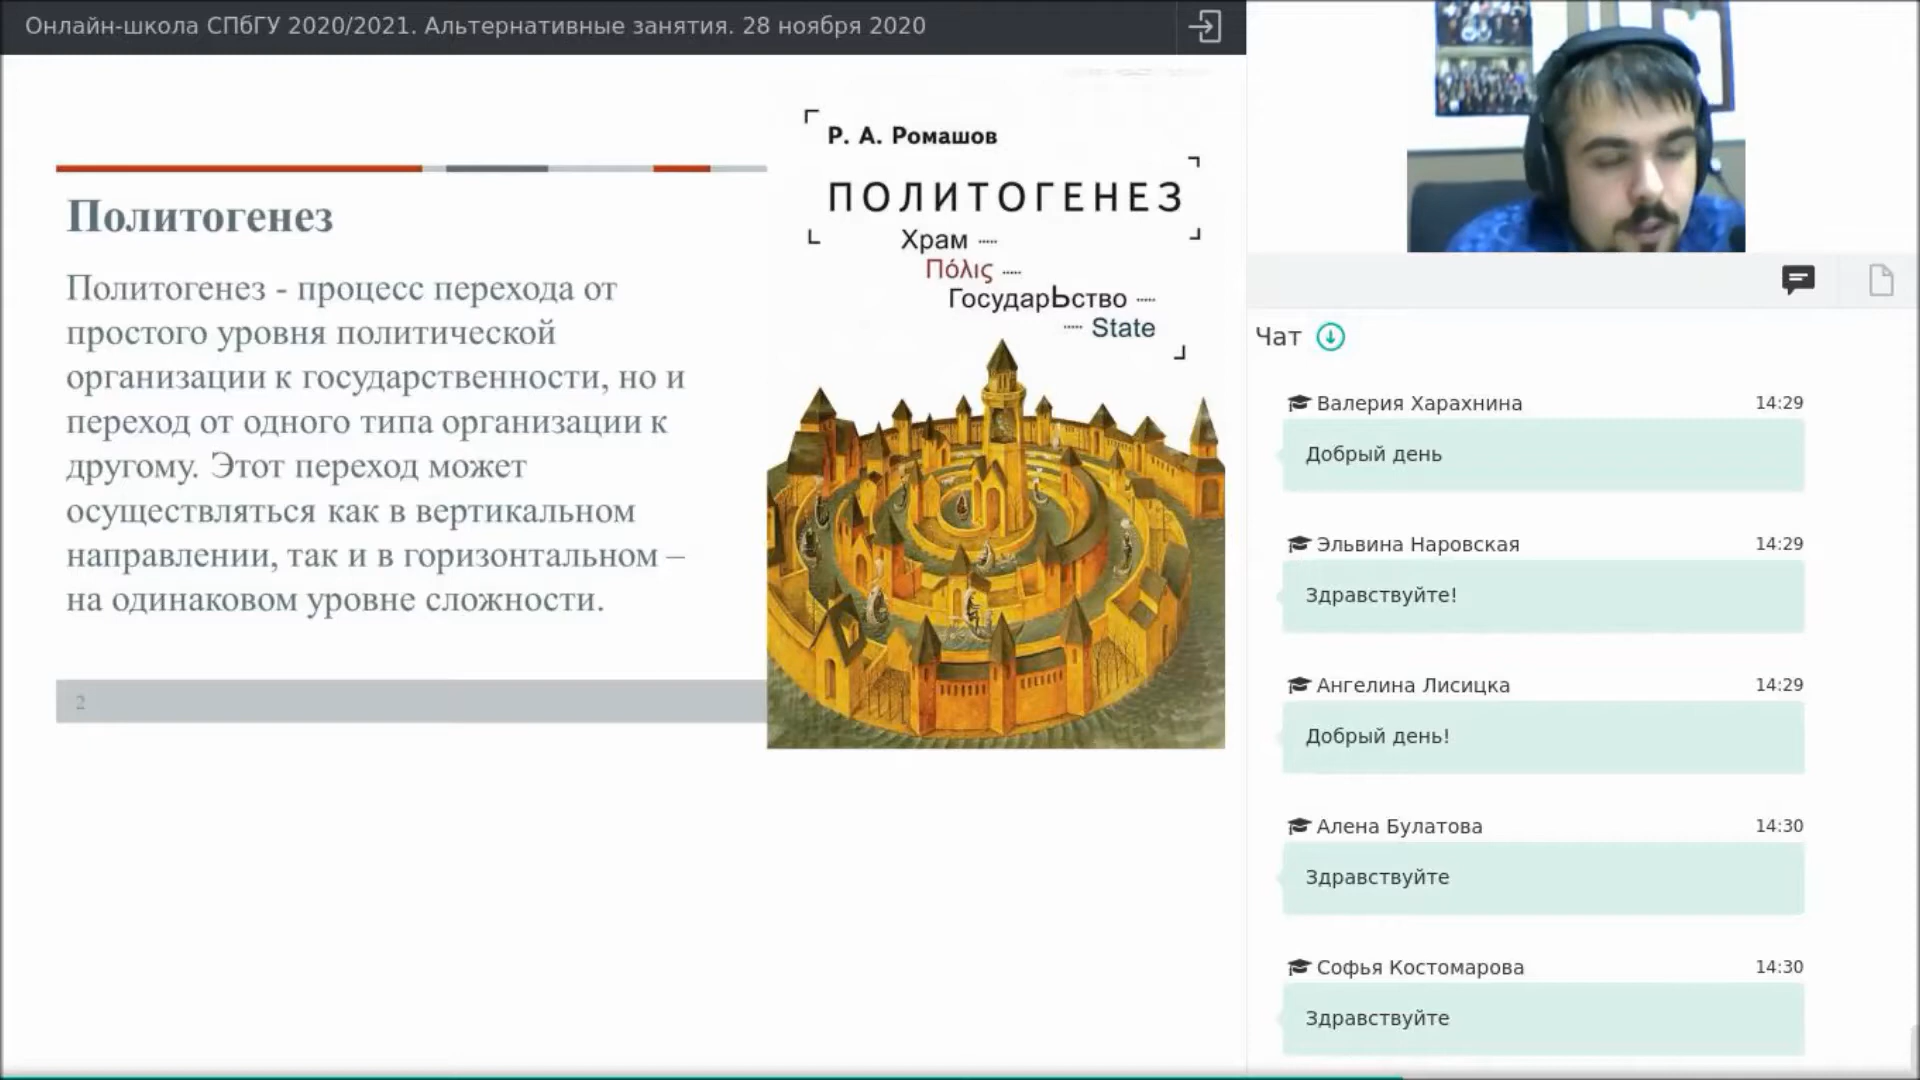 Онлайн-школа СПбГУ 2020/2021. Альтернативные занятия. 28 ноября 2020
Политогенез
Политогенез - процесс перехода от
простого уровня политической
организации к государственности, но и
переход от одного типа организации к
другому. Этот переход может
осуществляться как в вертикальном
направлении, так и в горизонтальном –
на одинаковом уровне сложности.
2
Р. А. Ромашов
ПОЛИТОГЕНЕЗ
Храм
Πόλις
ГосударЬство
State
Чат
Валерия Харахнина 14:29
Добрый день
Эльвина Наровская 14:29
Здравствуйте!
Ангелина Лисицка 14:29
Добрый день!
Алена Булатова 14:30
Здравствуйте
Софья Костомарова 14:30
Здравствуйте